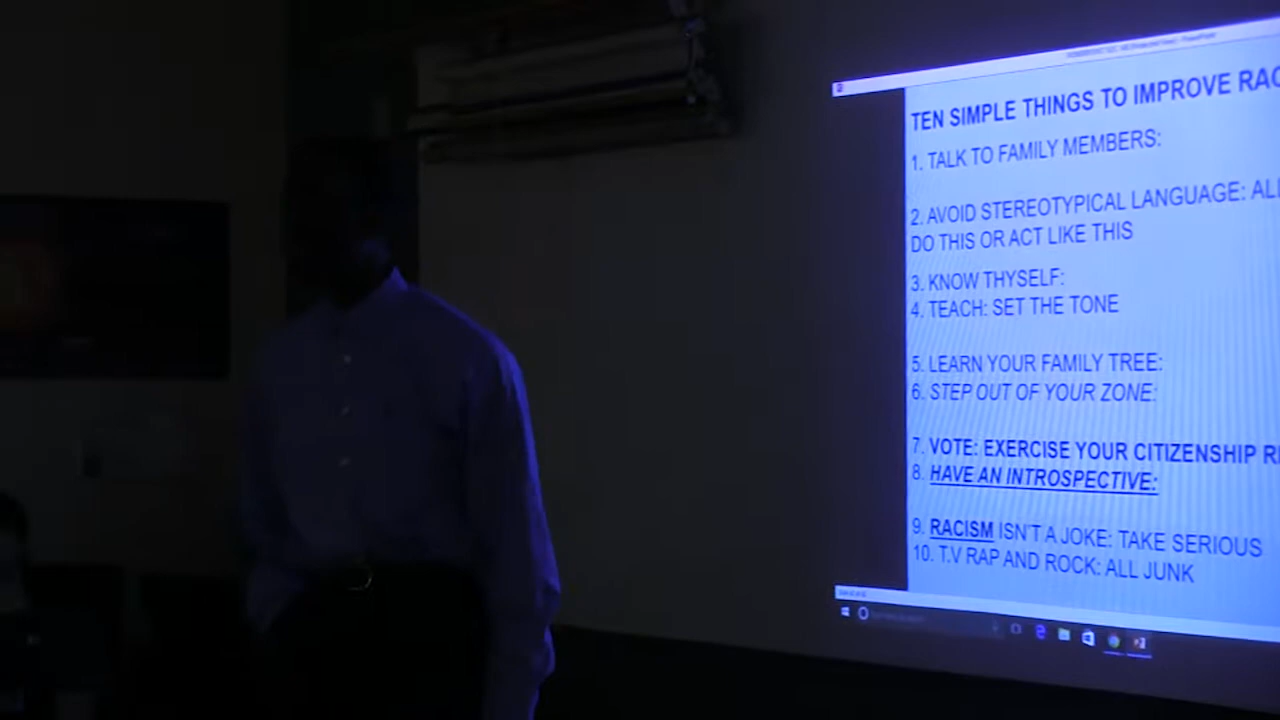 TEN SIMPLE THINGS TO IMPROVE RAC
1. TALK TO FAMILY MEMBERS:
2. AVOID STEREOTYPICAL LANGUAGE: ALL
DO THIS OR ACT LIKE THIS
3. KNOW THYSELF:
4. TEACH: SET THE TONE
5. LEARN YOUR FAMILY TREE:
6. STEP OUT OF YOUR ZONE:
7. VOTE: EXERCISE YOUR CITIZENSHIP RI
8. HAVE AN INTROSPECTIVE:
9. RACISM ISN'T A JOKE: TAKE SERIOUS
10. T.V RAP AND ROCK: ALL JUNK